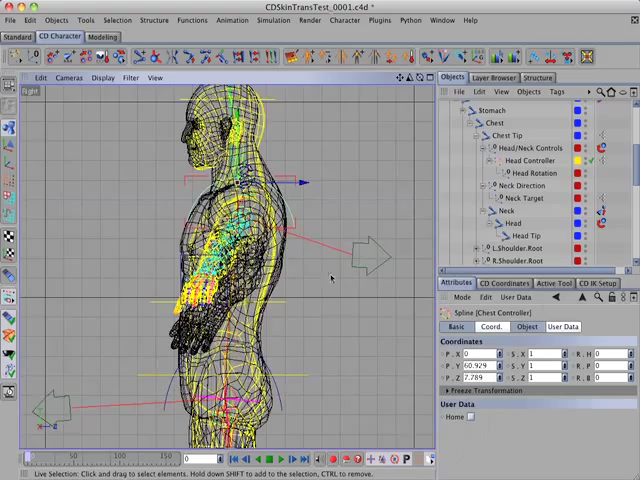 CDSkinTransTest_0001.c4d *
File Edit Objects Tools Selection Structure Functions Animation Simulation Render Character Plugins Python Window Help
Standard CD Character Modeling
Edit Cameras Display Filter View
Right
Objects Layer Browser Structure
File Edit View Objects Tags
Stomach
Chest
Chest Tip
Head/Neck Controls
Head Controller
Head Rotation
Neck Direction
Neck Target
Neck
Head
Head Tip
L.Shoulder.Root
R.Shoulder.Root
Attributes CD Coordinates Active Tool CD IK Setup
Mode Edit User Data
Spline [Chest Controller]
Basic Coord. Object User Data
Coordinates
P . X 0 S . X 1 R . H 0
P . Y 60.929 S . Y 1 R . P 0
P . Z 7.789 S . Z 1 R . B 0
Freeze Transformation
User Data
Home
0 50 100 150 200 0
Live Selection: Click and drag to select elements. Hold down SHIFT to add to the selection, CTRL to remove.